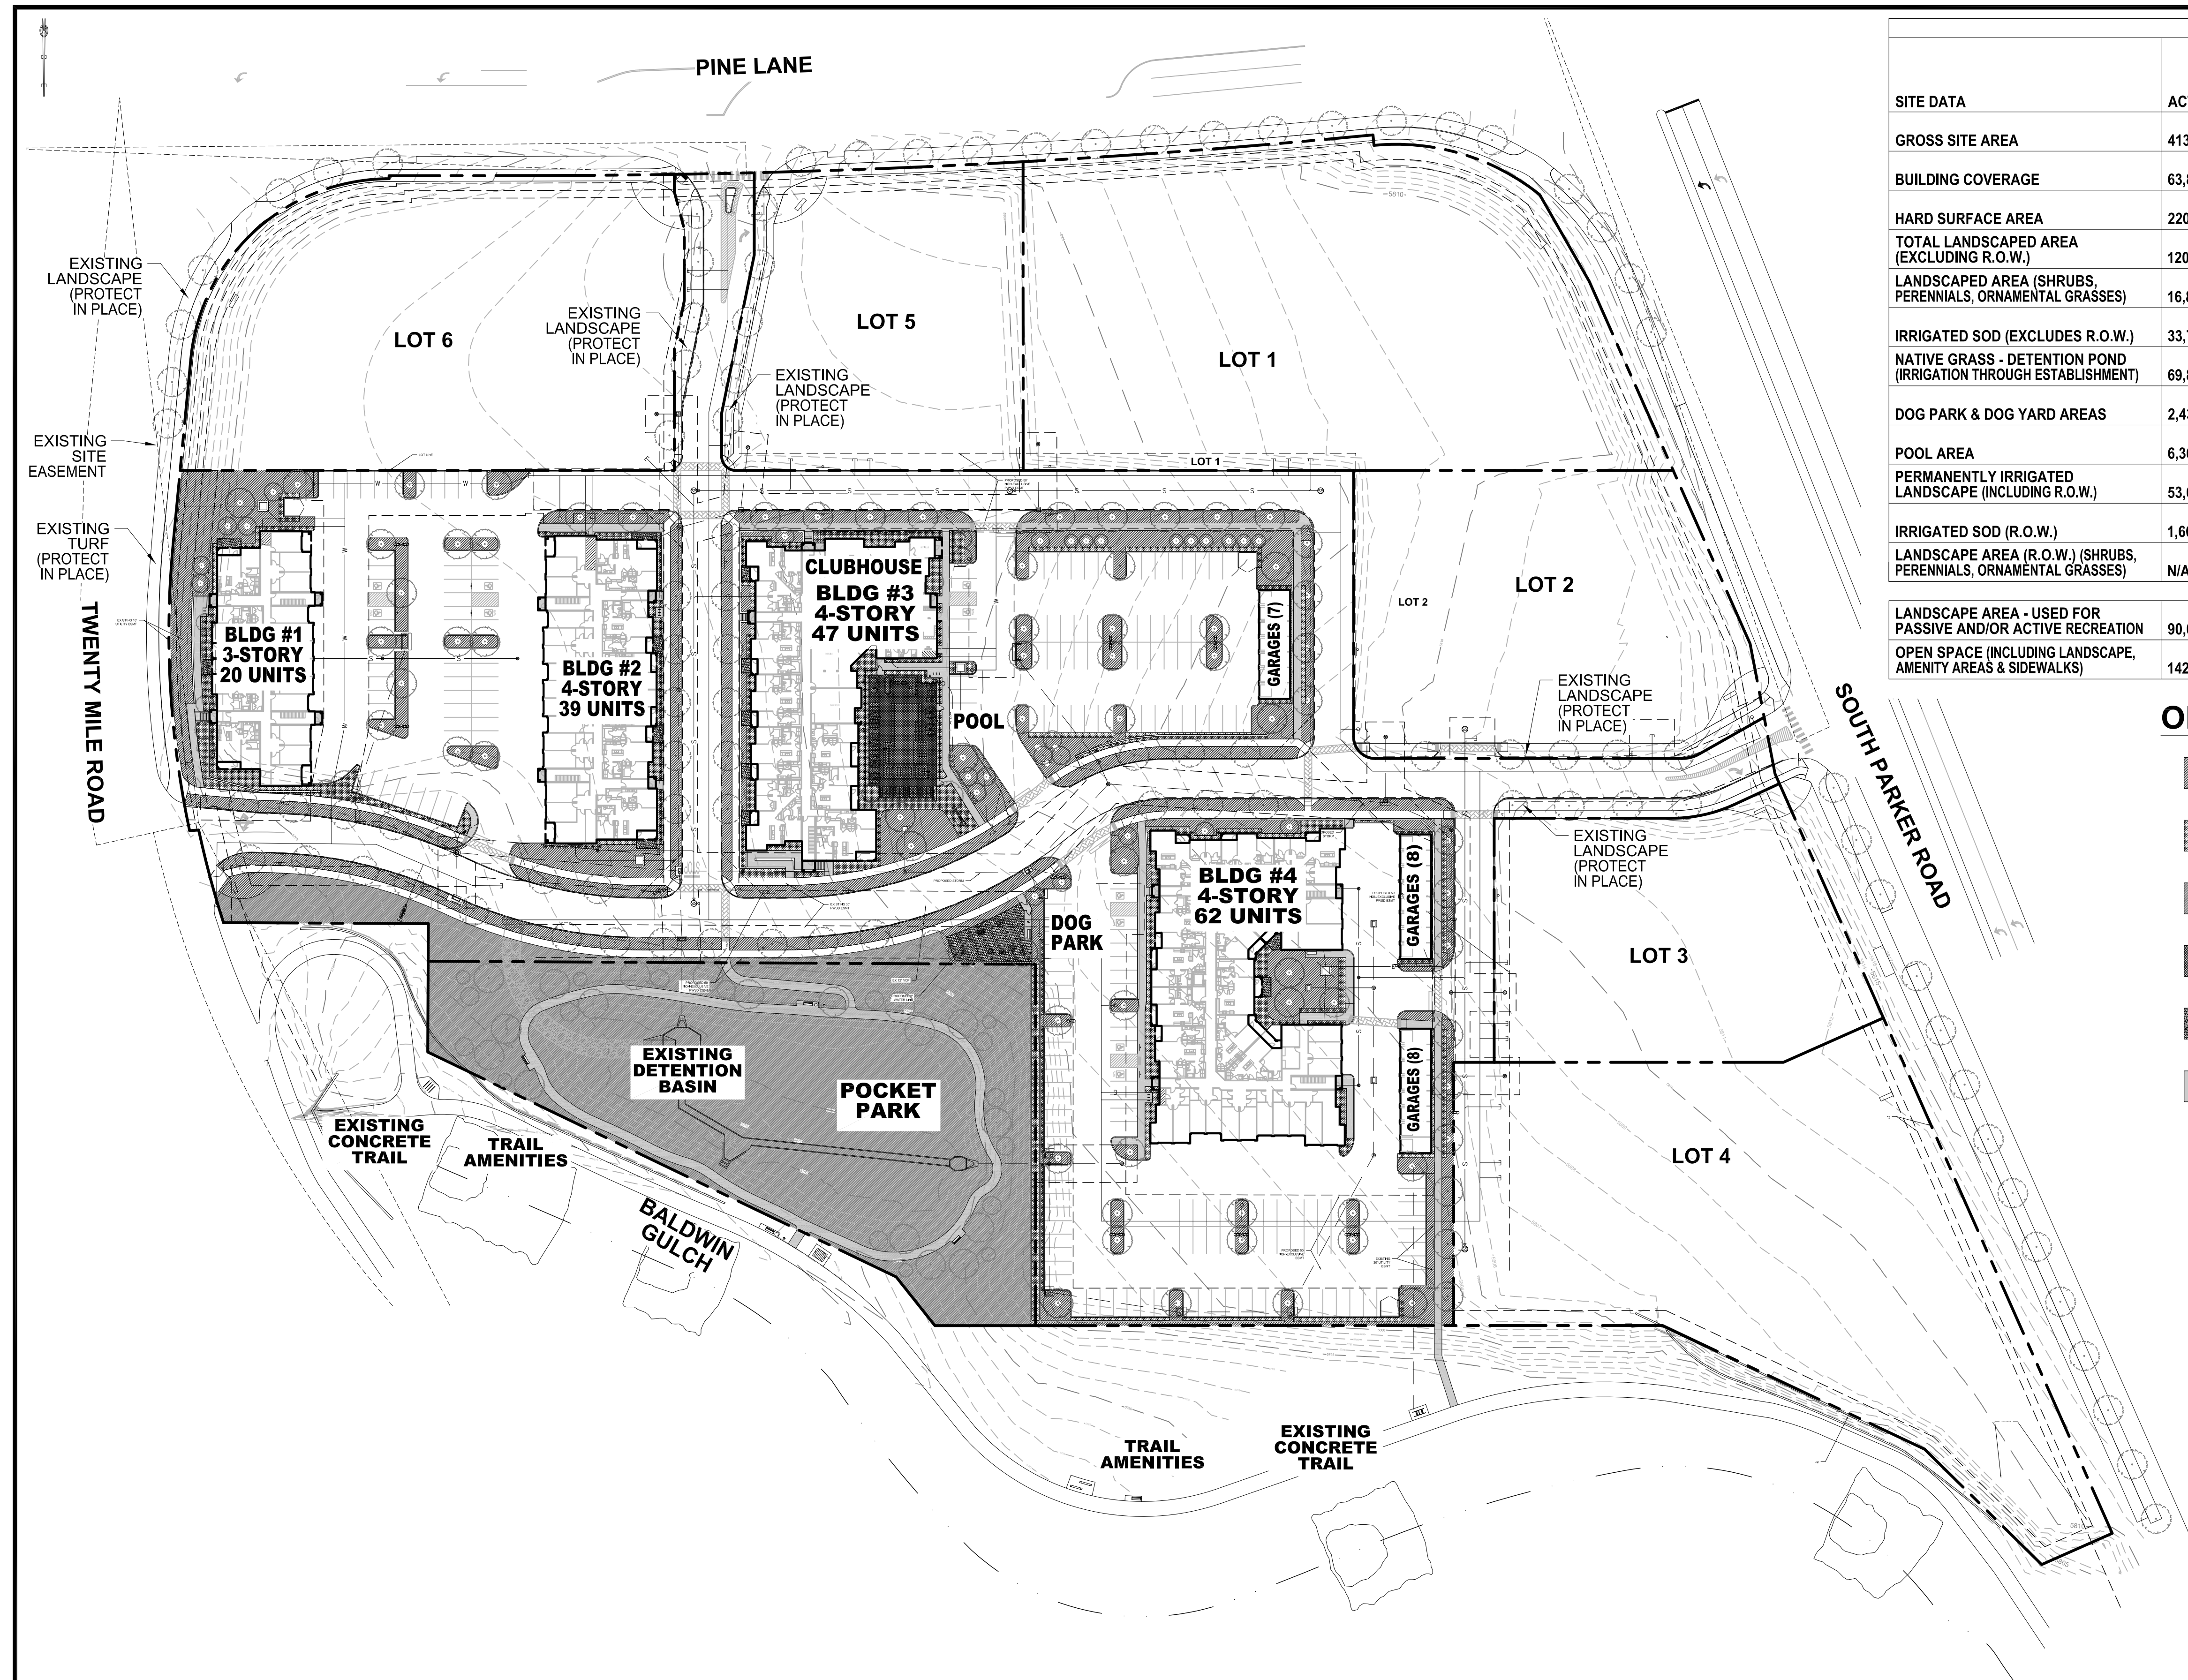 PINE LANE
SITE DATA
GROSS SITE AREA
BUILDING COVERAGE
HARD SURFACE AREA
TOTAL LANDSCAPED AREA
(EXCLUDING R.O.W.)
LANDSCAPED AREA (SHRUBS,
PERENNIALS, ORNAMENTAL GRASSES)
IRRIGATED SOD (EXCLUDES R.O.W.)
NATIVE GRASS - DETENTION POND
(IRRIGATION THROUGH ESTABLISHMENT)
DOG PARK & DOG YARD AREAS
POOL AREA
PERMANENTLY IRRIGATED
LANDSCAPE (INCLUDING R.O.W.)
IRRIGATED SOD (R.O.W.)
LANDSCAPE AREA (R.O.W.) (SHRUBS,
PERENNIALS, ORNAMENTAL GRASSES) N/A
LANDSCAPE AREA - USED FOR
PASSIVE AND/OR ACTIVE RECREATION
OPEN SPACE (INCLUDING LANDSCAPE,
AMENITY AREAS & SIDEWALKS)
5810
EXISTING
LANDSCAPE
(PROTECT
IN PLACE)
EXISTING
LANDSCAPE
(PROTECT
IN PLACE)
EXISTING
LANDSCAPE
(PROTECT
IN PLACE)
LOT 6
LOT 5
LOT 1
EXISTING
SITE
EASEMENT
LOT LINE
LOT 1
EXISTING
TURF
(PROTECT
IN PLACE)
TWENTY MILE ROAD
BLDG #1
3-STORY
20 UNITS
BLDG #2
4-STORY
39 UNITS
CLUBHOUSE
BLDG #3
4-STORY
47 UNITS
POOL
GARAGES (7)
LOT 2
LOT 2
EXISTING
LANDSCAPE
(PROTECT
IN PLACE)
SOUTH PARKER ROAD
EXISTING
LANDSCAPE
(PROTECT
IN PLACE)
PROPOSED STORM
DOG
PARK
BLDG #4
4-STORY
62 UNITS
GARAGES (8)
GARAGES (8)
LOT 3
LOT 4
EXISTING
DETENTION
BASIN
POCKET
PARK
EXISTING
CONCRETE
TRAIL
TRAIL
AMENITIES
BALDWIN
GULCH
TRAIL
AMENITIES
EXISTING
CONCRETE
TRAIL